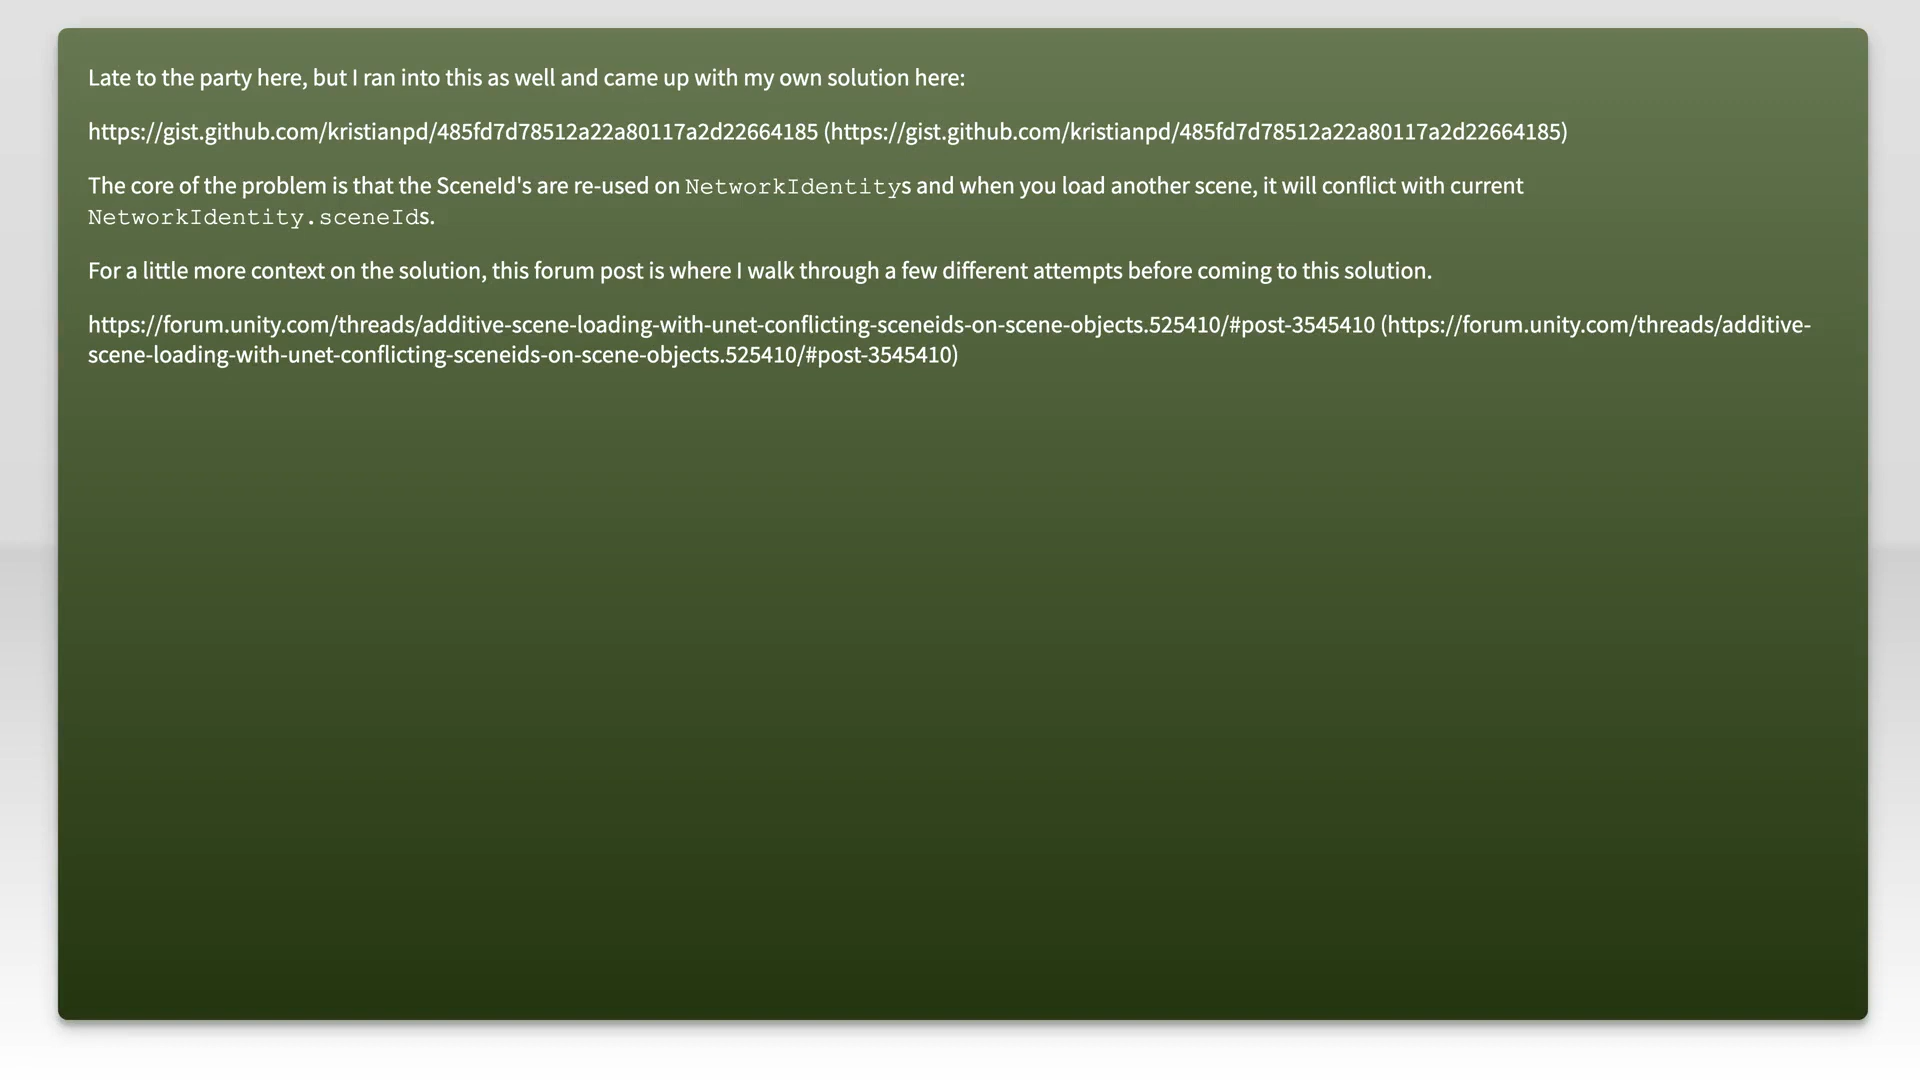 Late to the party here, but I ran into this as well and came up with my own solution here:
https://gist.github.com/kristianpd/485fd7d78512a22a80117a2d22664185 (https://gist.github.com/kristianpd/485fd7d78512a22a80117a2d22664185)
The core of the problem is that the SceneId's are re-used on NetworkIdentitys and when you load another scene, it will conflict with current
NetworkIdentity.sceneIds.
For a little more context on the solution, this forum post is where I walk through a few different attempts before coming to this solution.
https://forum.unity.com/threads/additive-scene-loading-with-unet-conflicting-sceneids-on-scene-objects.525410/#post-3545410 (https://forum.unity.com/threads/additive-
scene-loading-with-unet-conflicting-sceneids-on-scene-objects.525410/#post-3545410)